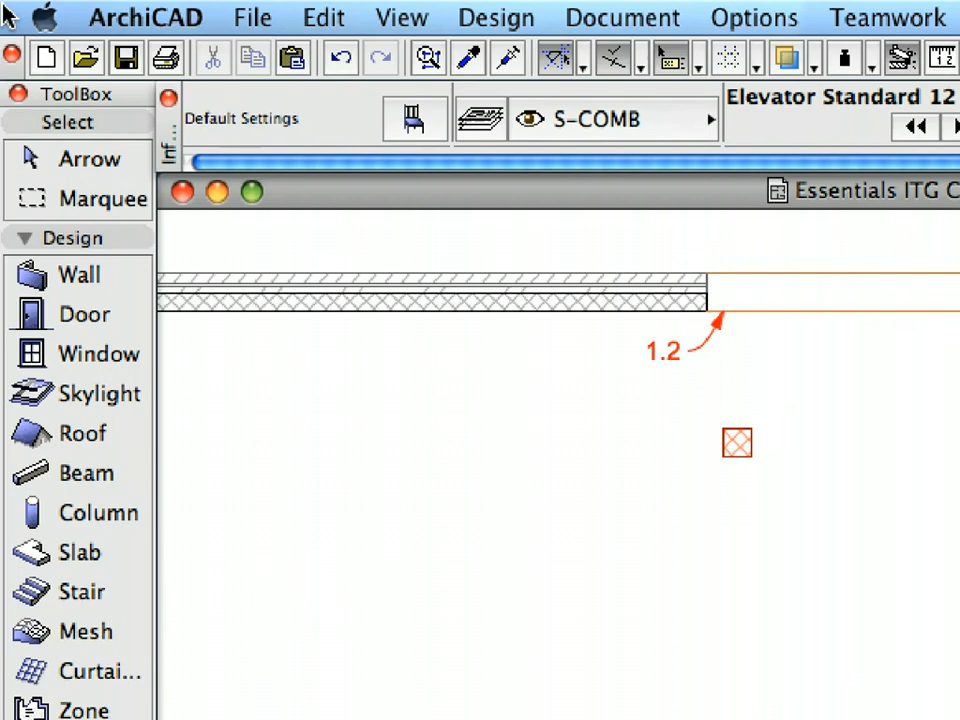 ArchiCAD File Edit View Design Document Options Teamwork
ToolBox
Select
Arrow
Marquee
Design
Wall
Door
Window
Skylight
Roof
Beam
Column
Slab
Stair
Mesh
Curtai...
Zone
Inf...
Default Settings
S-COMB
Elevator Standard 12
Essentials ITG C
1.2